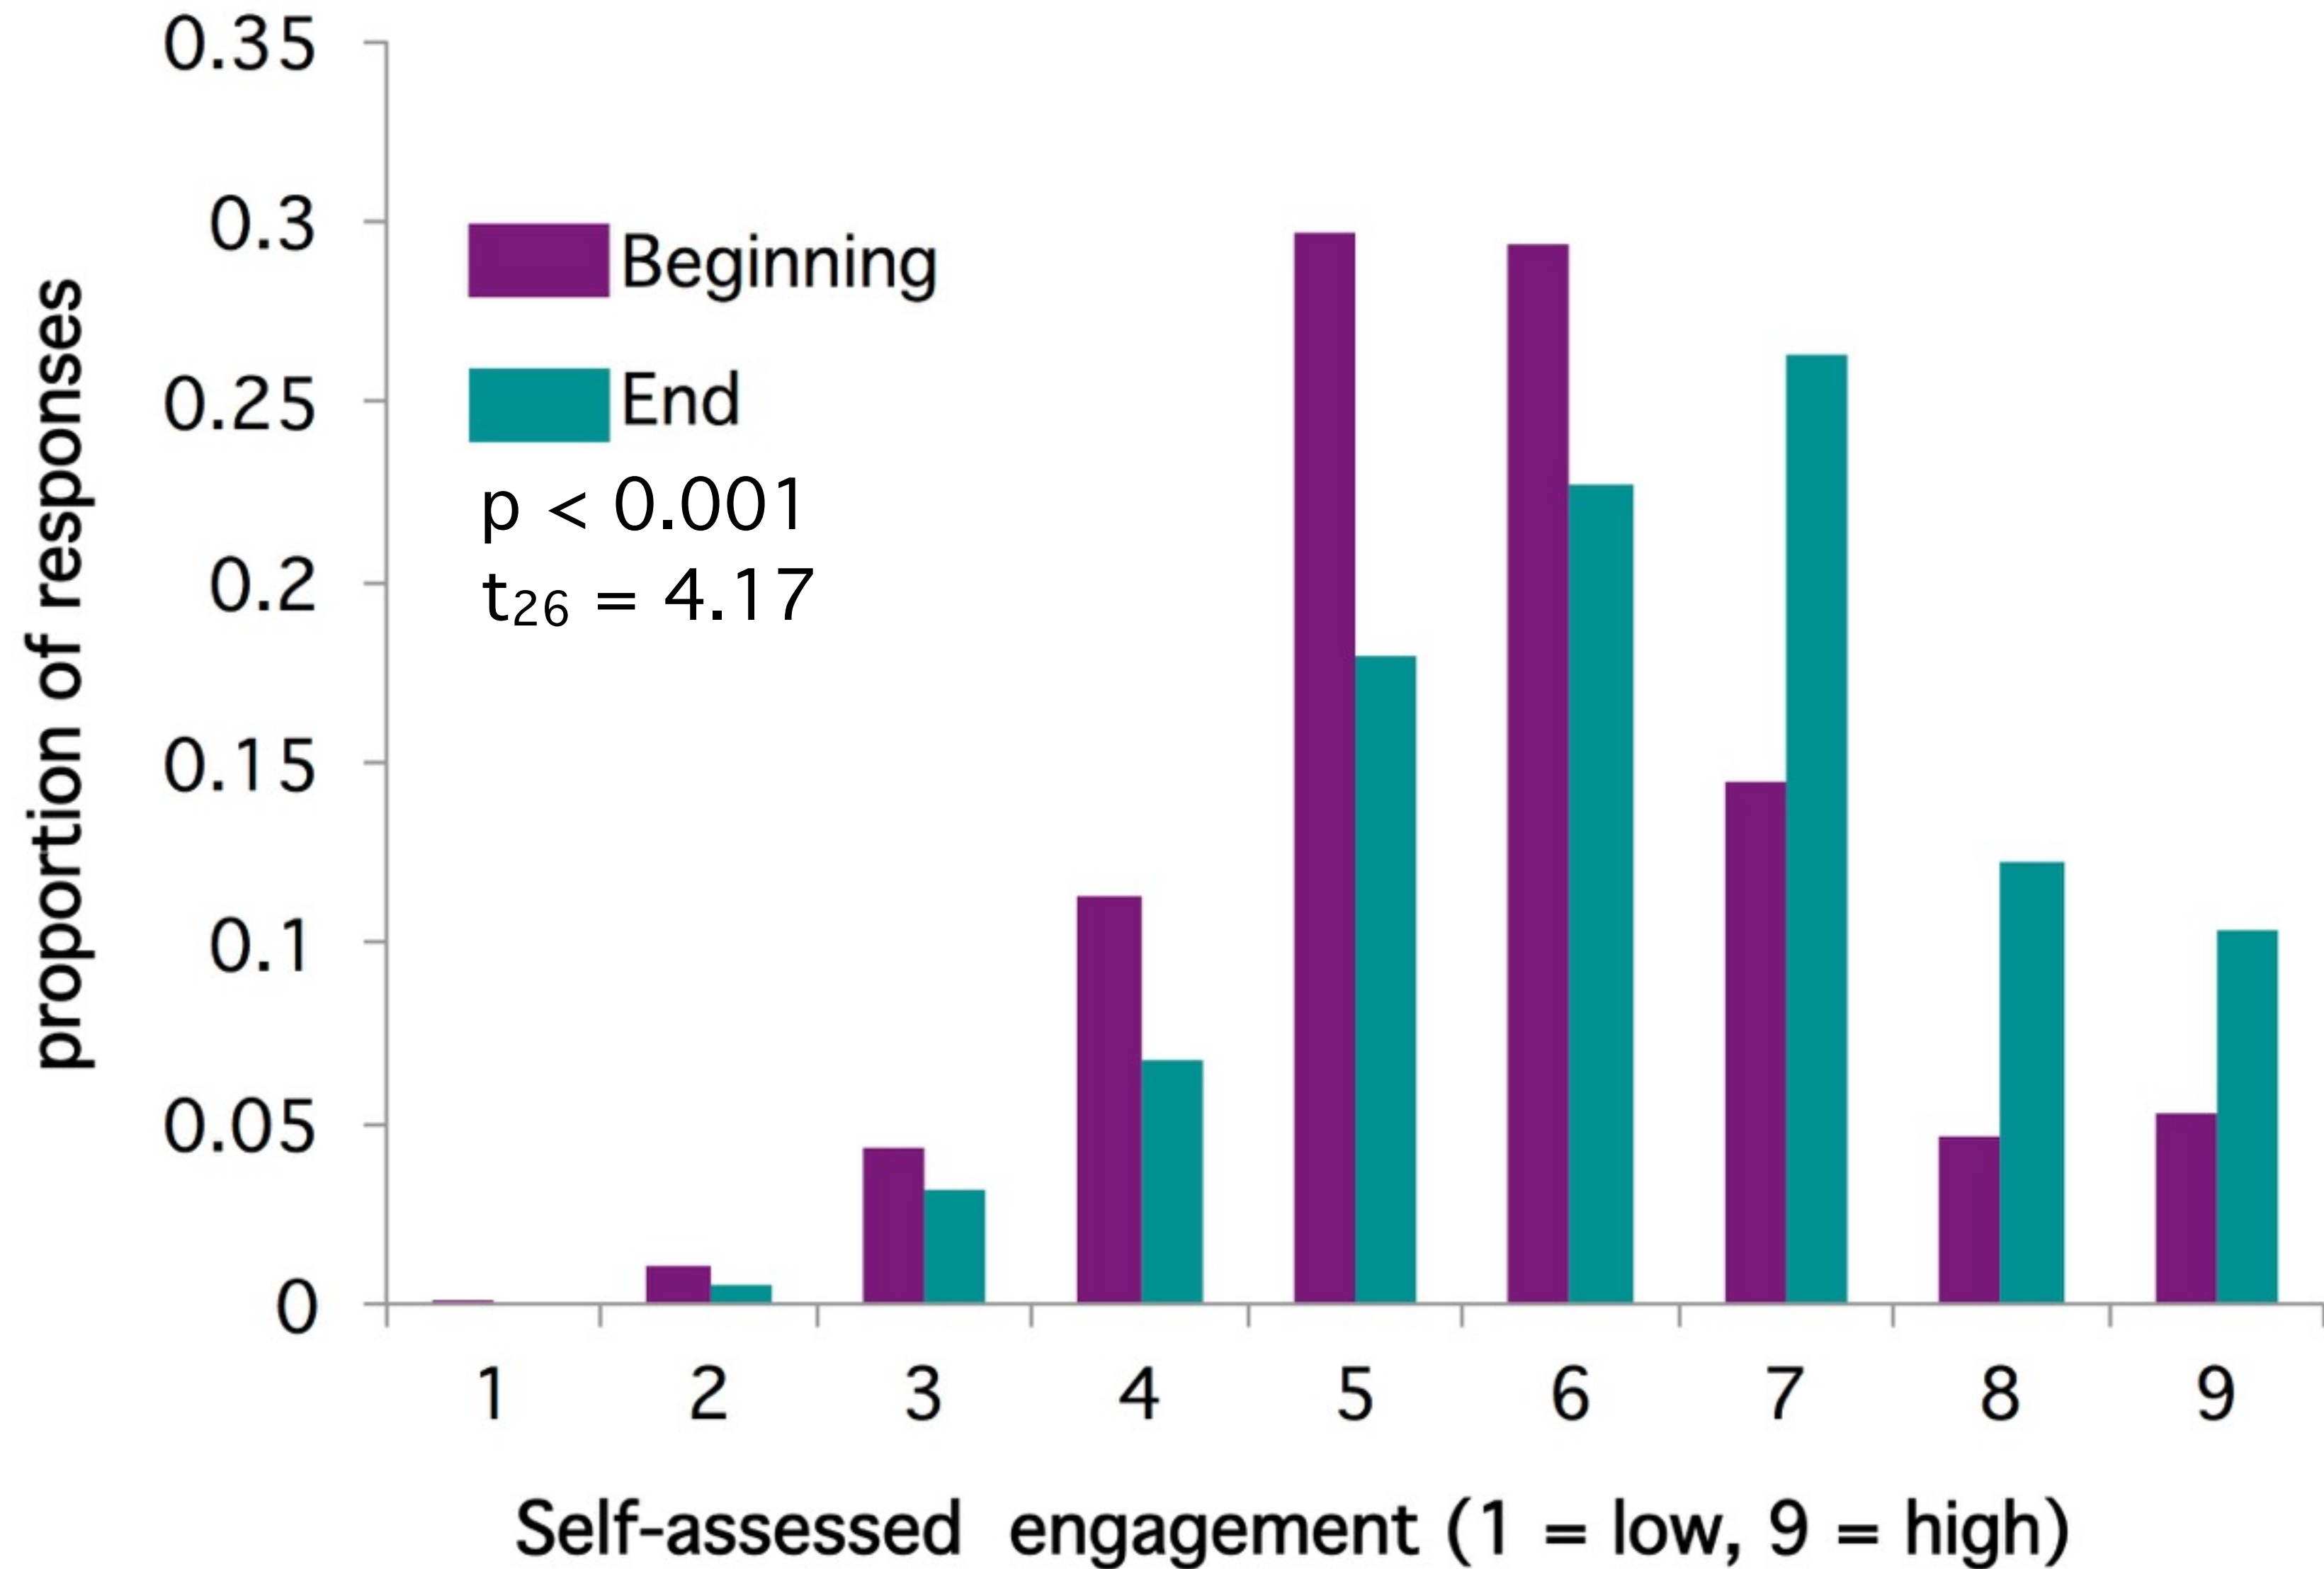 0.35
0.3
0.25
0.2
0.15
0.1
0.05
0
proportion of responses
Beginning
End
p < 0.001
t₂₆ = 4.17
1 2 3 4 5 6 7 8 9
Self-assessed engagement (1 = low, 9 = high)